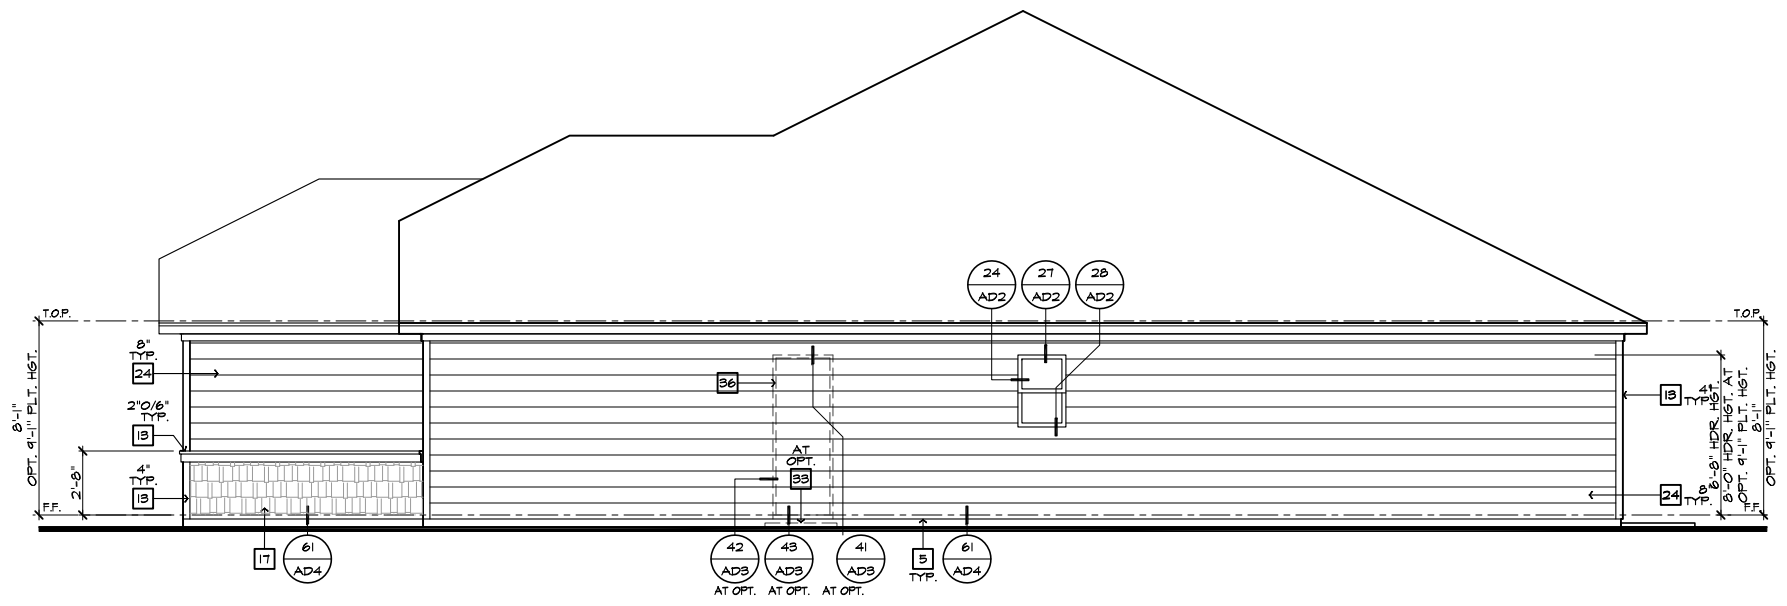 24
AD2
27
AD2
28
AD2
T.O.P.
T.O.P.
8'-1"
OPT. 9'-1" PLT. HGT.
8"
TYP.
24
2"0/6"
TYP.
13
2'-8"
4"
TYP.
13
F.F.
36
AT
OPT.
33
13
4"
TYP.
24
8"
TYP.
6'-8" HDR. HGT.
8'-0" HDR. HGT. AT
OPT. 9'-1" PLT. HGT.
8'-1"
OPT. 9'-1" PLT. HGT.
F.F.
17
61
AD4
42
AD3
AT OPT.
43
AD3
AT OPT.
41
AD3
AT OPT.
5
TYP.
61
AD4